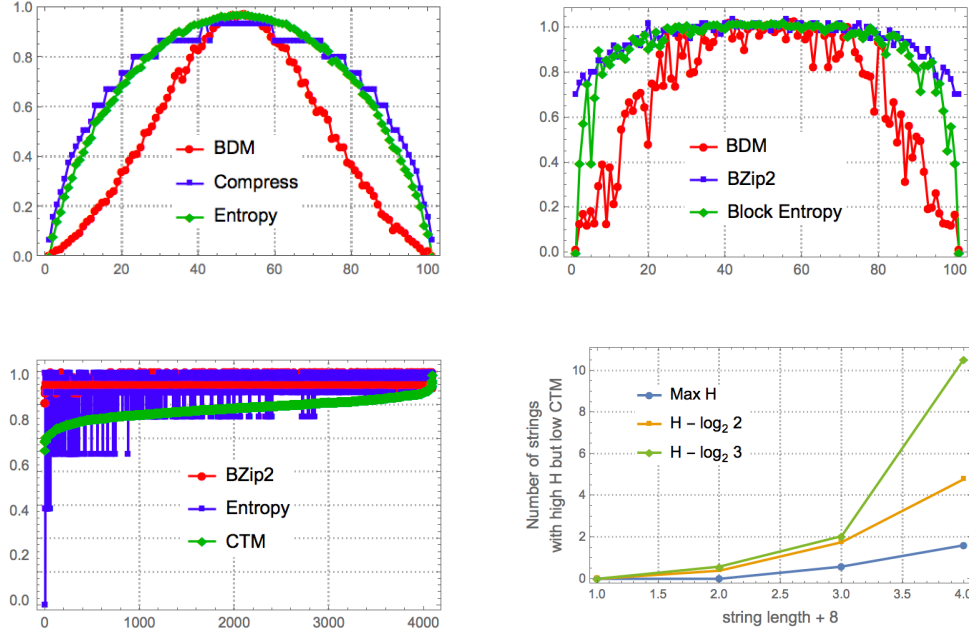 1.0
0.8
0.6
0.4
0.2
0.0
BDM
Compress
Entropy
0 20 40 60 80 100
1.0
0.8
0.6
0.4
0.2
0.0
BDM
BZip2
Block Entropy
0 20 40 60 80 100
1.0
0.8
0.6
0.4
0.2
0.0
BZip2
Entropy
CTM
0 1000 2000 3000 4000
Number of strings
with high H but low CTM
10
8
6
4
2
0
Max H
H − log₂ 2
H − log₂ 3
1.0 1.5 2.0 2.5 3.0 3.5 4.0
string length + 8